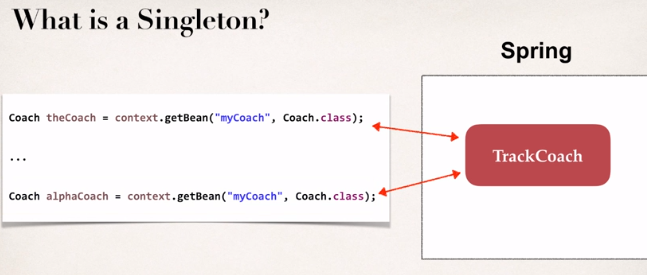 What is a Singleton?
Spring
Coach theCoach = context.getBean("myCoach", Coach.class);
...
Coach alphaCoach = context.getBean("myCoach", Coach.class);
TrackCoach